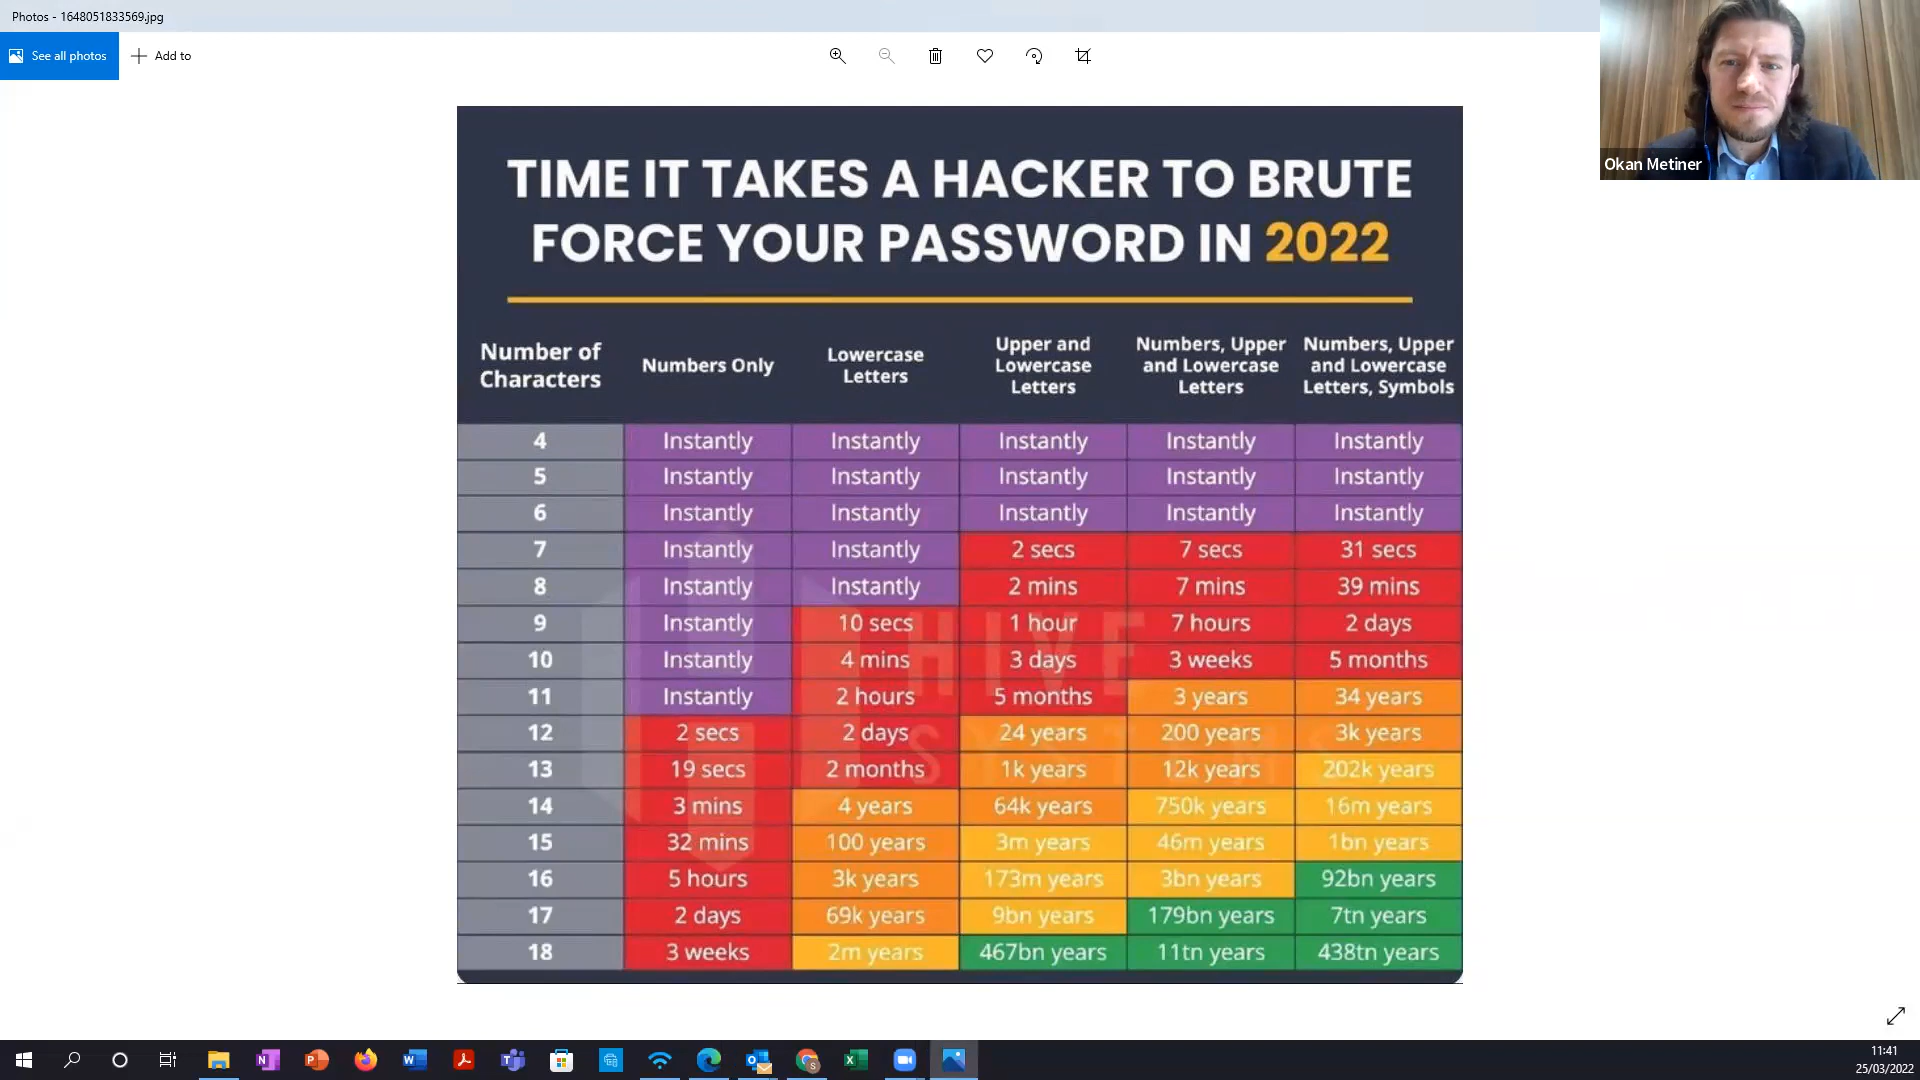 Photos - 1648051833569.jpg
See all photos
Add to
Okan Metiner
TIME IT TAKES A HACKER TO BRUTE
FORCE YOUR PASSWORD IN 2022
Number of Characters Numbers Only Lowercase Letters Upper and Lowercase Letters Numbers, Upper and Lowercase Letters Numbers, Upper and Lowercase Letters, Symbols
4 Instantly Instantly Instantly Instantly Instantly
5 Instantly Instantly Instantly Instantly Instantly
6 Instantly Instantly Instantly Instantly Instantly
7 Instantly Instantly 2 secs 7 secs 31 secs
8 Instantly Instantly 2 mins 7 mins 39 mins
9 Instantly 10 secs 1 hour 7 hours 2 days
10 Instantly 4 mins 3 days 3 weeks 5 months
11 Instantly 2 hours 5 months 3 years 34 years
12 2 secs 2 days 24 years 200 years 3k years
13 19 secs 2 months 1k years 12k years 202k years
14 3 mins 4 years 64k years 750k years 16m years
15 32 mins 100 years 3m years 46m years 1bn years
16 5 hours 3k years 173m years 3bn years 92bn years
17 2 days 69k years 9bn years 179bn years 7tn years
18 3 weeks 2m years 467bn years 11tn years 438tn years
HIVE
SYSTEMS
11:41
25/03/2022